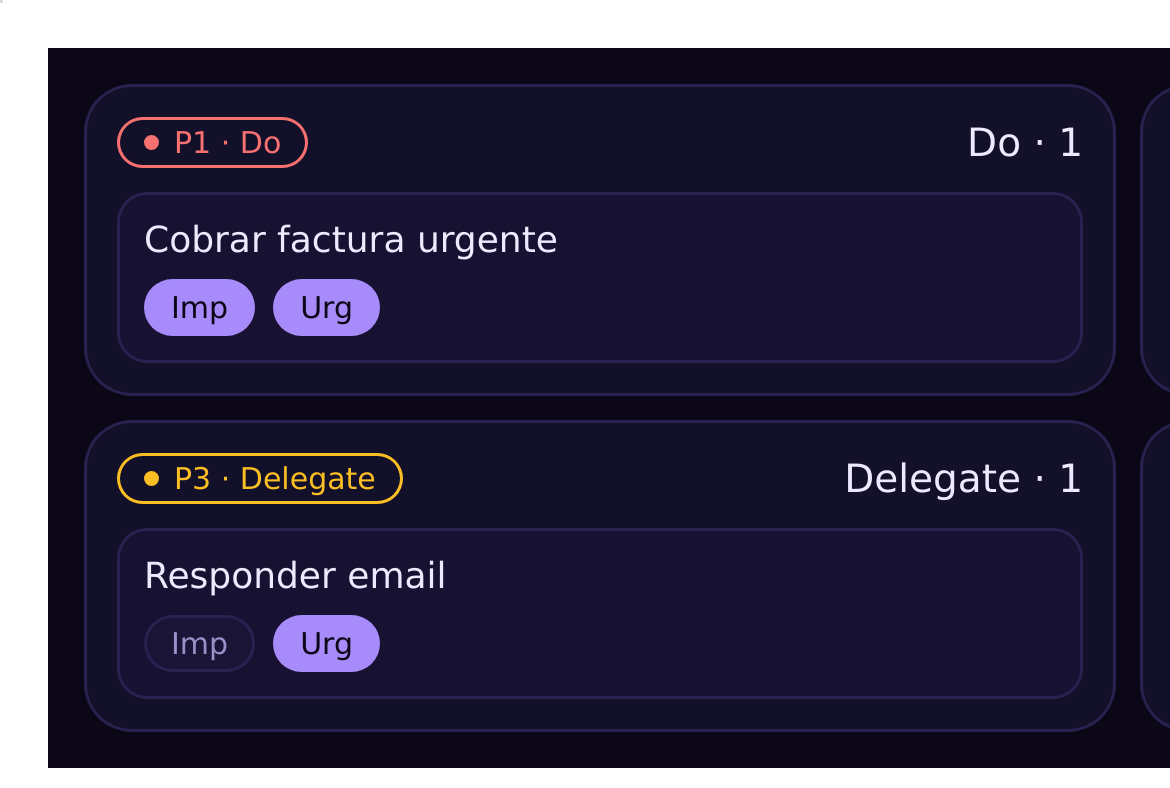 P1 · Do
Do · 1
Cobrar factura urgente
Imp
Urg
P3 · Delegate
Delegate · 1
Responder email
Imp
Urg